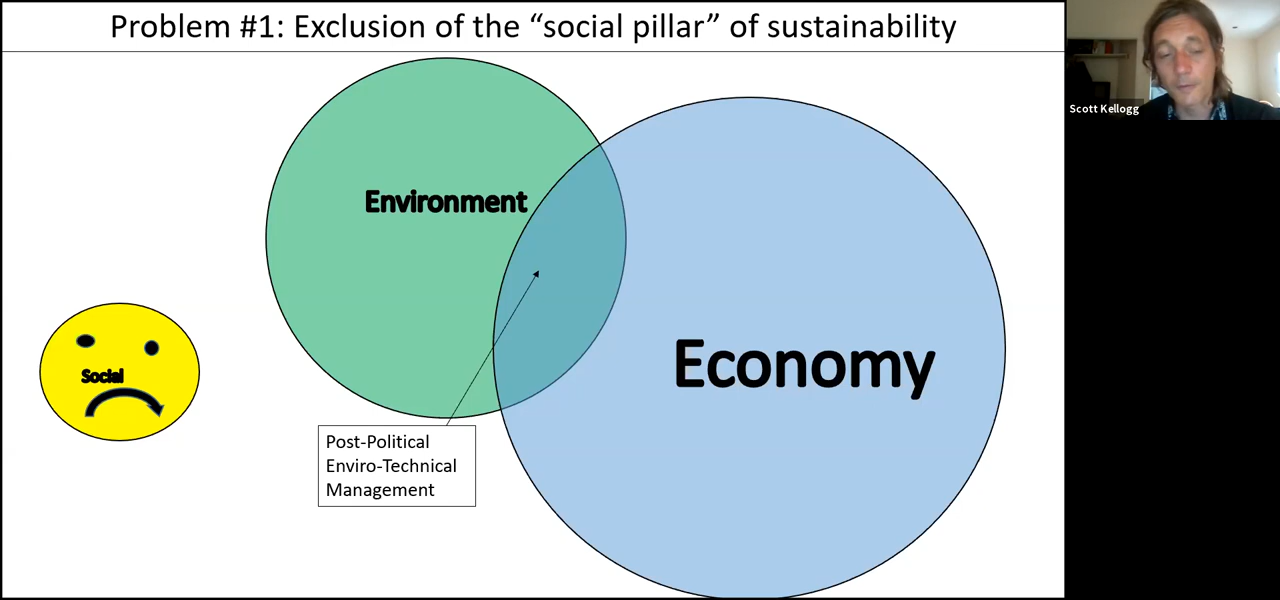 Problem #1: Exclusion of the “social pillar” of sustainability
Scott Kellogg
Environment
Economy
Social
Post-Political
Enviro-Technical
Management